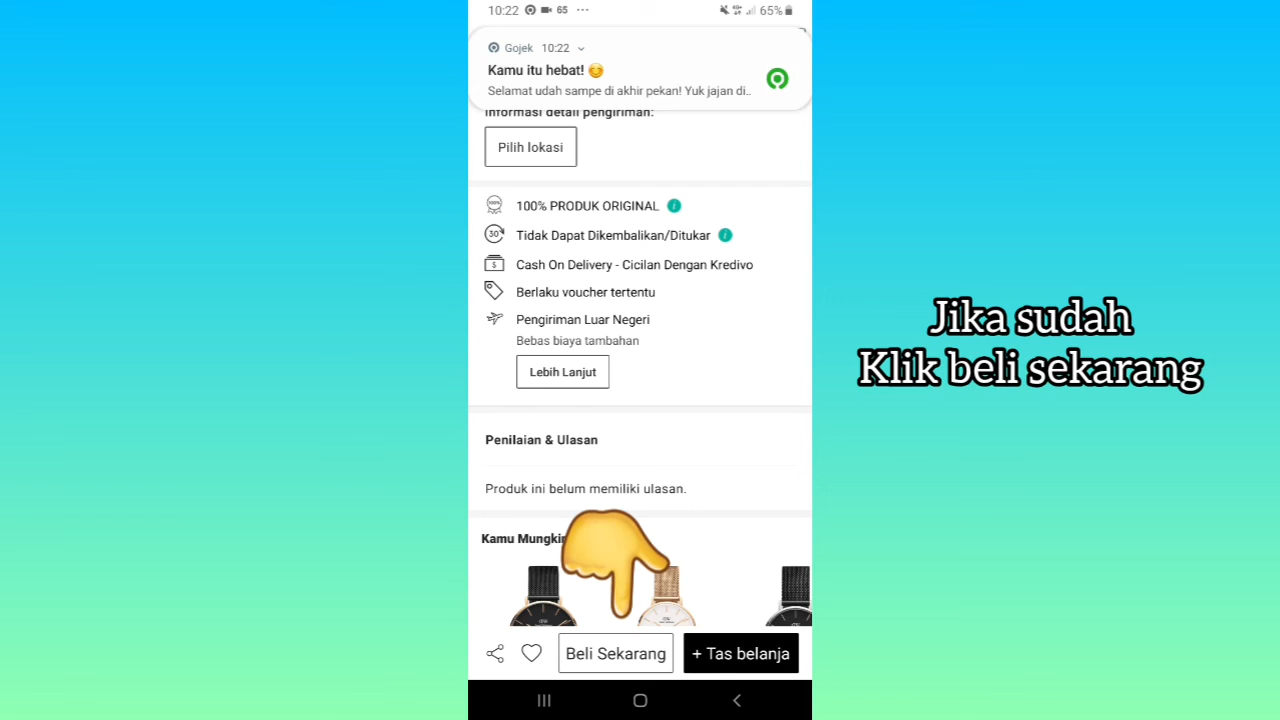 10:22 65 ... 65%
Gojek 10:22
Kamu itu hebat! 😊
Selamat udah sampe di akhir pekan! Yuk jajan di..
Informasi detail pengiriman:
Pilih lokasi
100% PRODUK ORIGINAL
30
Tidak Dapat Dikembalikan/Ditukar
Cash On Delivery - Cicilan Dengan Kredivo
Berlaku voucher tertentu
Pengiriman Luar Negeri
Bebas biaya tambahan
Lebih Lanjut
Penilaian & Ulasan
Produk ini belum memiliki ulasan.
Kamu Mungkin
Beli Sekarang
+ Tas belanja
Jika sudah
Klik beli sekarang